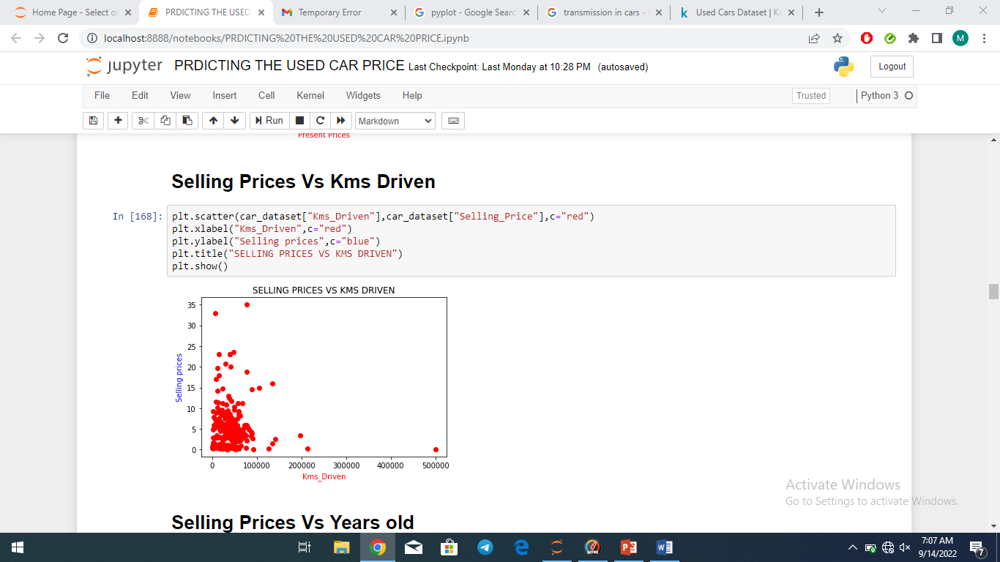 Home Page - Select or
PRDICTING THE USED
Temporary Error
pyplot - Google Searc
transmission in cars -
Used Cars Dataset | Ka
localhost:8888/notebooks/PRDICTING%20THE%20USED%20CAR%20PRICE.ipynb
M
jupyter PRDICTING THE USED CAR PRICE Last Checkpoint: Last Monday at 10:28 PM (autosaved)
Logout
File Edit View Insert Cell Kernel Widgets Help
Trusted
Python 3
Run
Markdown
Present Prices
Selling Prices Vs Kms Driven
In [168]:
plt.scatter(car_dataset["Kms_Driven"],car_dataset["Selling_Price"],c="red")
plt.xlabel("Kms_Driven",c="red")
plt.ylabel("Selling prices",c="blue")
plt.title("SELLING PRICES VS KMS DRIVEN")
plt.show()
SELLING PRICES VS KMS DRIVEN
35
30
25
20
15
10
5
0
Selling prices
0 100000 200000 300000 400000 500000
Kms_Driven
Activate Windows
Go to Settings to activate Windows.
Selling Prices Vs Years old
WPM
7:07 AM
9/14/2022
7